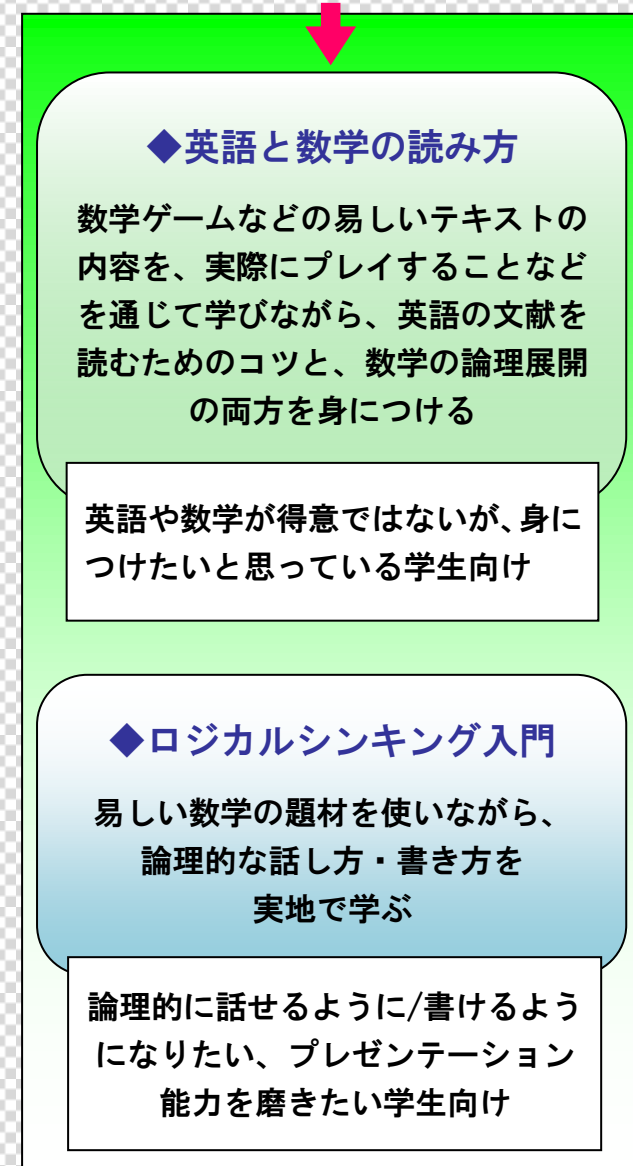 ◆英語と数学の読み方
数学ゲームなどの易しいテキストの
内容を、実際にプレイすることなど
を通じて学びながら、英語の文献を
読むためのコツと、数学の論理展開
の両方を身につける
英語や数学が得意ではないが、身に
つけたいと思っている学生向け
◆ロジカルシンキング入門
易しい数学の題材を使いながら、
論理的な話し方・書き方を
実地で学ぶ
論理的に話せるように/書けるよう
になりたい、プレゼンテーション
能力を磨きたい学生向け